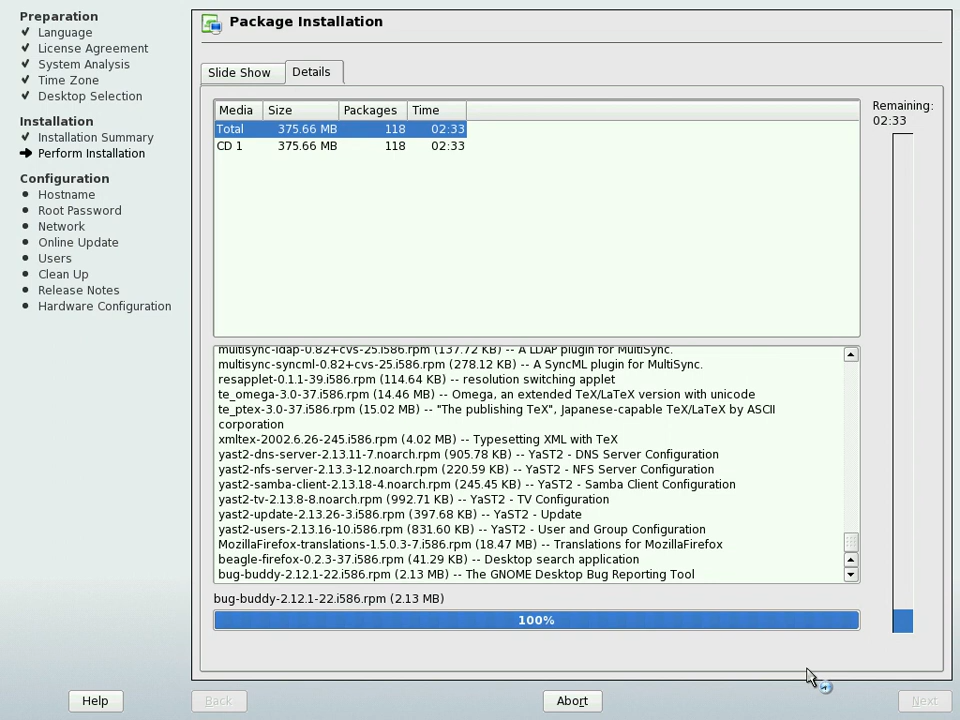 Preparation
Language
License Agreement
System Analysis
Time Zone
Desktop Selection
Installation
Installation Summary
Perform Installation
Configuration
Hostname
Root Password
Network
Online Update
Users
Clean Up
Release Notes
Hardware Configuration
Package Installation
Slide Show
Details
Media Size Packages Time
Total 375.66 MB 118 02:33
CD 1 375.66 MB 118 02:33
Remaining:
02:33
multisync-ldap-0.82+cvs-25.i586.rpm (137.72 KB) -- A LDAP plugin for MultiSync.
multisync-syncml-0.82+cvs-25.i586.rpm (278.12 KB) -- A SyncML plugin for MultiSync.
resapplet-0.1.1-39.i586.rpm (114.64 KB) -- resolution switching applet
te_omega-3.0-37.i586.rpm (14.46 MB) -- Omega, an extended TeX/LaTeX version with unicode
te_ptex-3.0-37.i586.rpm (15.02 MB) -- "The publishing TeX", Japanese-capable TeX/LaTeX by ASCII
corporation
xmltex-2002.6.26-245.i586.rpm (4.02 MB) -- Typesetting XML with TeX
yast2-dns-server-2.13.11-7.noarch.rpm (905.78 KB) -- YaST2 - DNS Server Configuration
yast2-nfs-server-2.13.3-12.noarch.rpm (220.59 KB) -- YaST2 - NFS Server Configuration
yast2-samba-client-2.13.18-4.noarch.rpm (245.45 KB) -- YaST2 - Samba Client Configuration
yast2-tv-2.13.8-8.noarch.rpm (992.71 KB) -- YaST2 - TV Configuration
yast2-update-2.13.26-3.i586.rpm (397.68 KB) -- YaST2 - Update
yast2-users-2.13.16-10.i586.rpm (831.60 KB) -- YaST2 - User and Group Configuration
MozillaFirefox-translations-1.5.0.3-7.i586.rpm (18.47 MB) -- Translations for MozillaFirefox
beagle-firefox-0.2.3-37.i586.rpm (41.29 KB) -- Desktop search application
bug-buddy-2.12.1-22.i586.rpm (2.13 MB) -- The GNOME Desktop Bug Reporting Tool
bug-buddy-2.12.1-22.i586.rpm (2.13 MB)
100%
Help
Back
Abort
Next